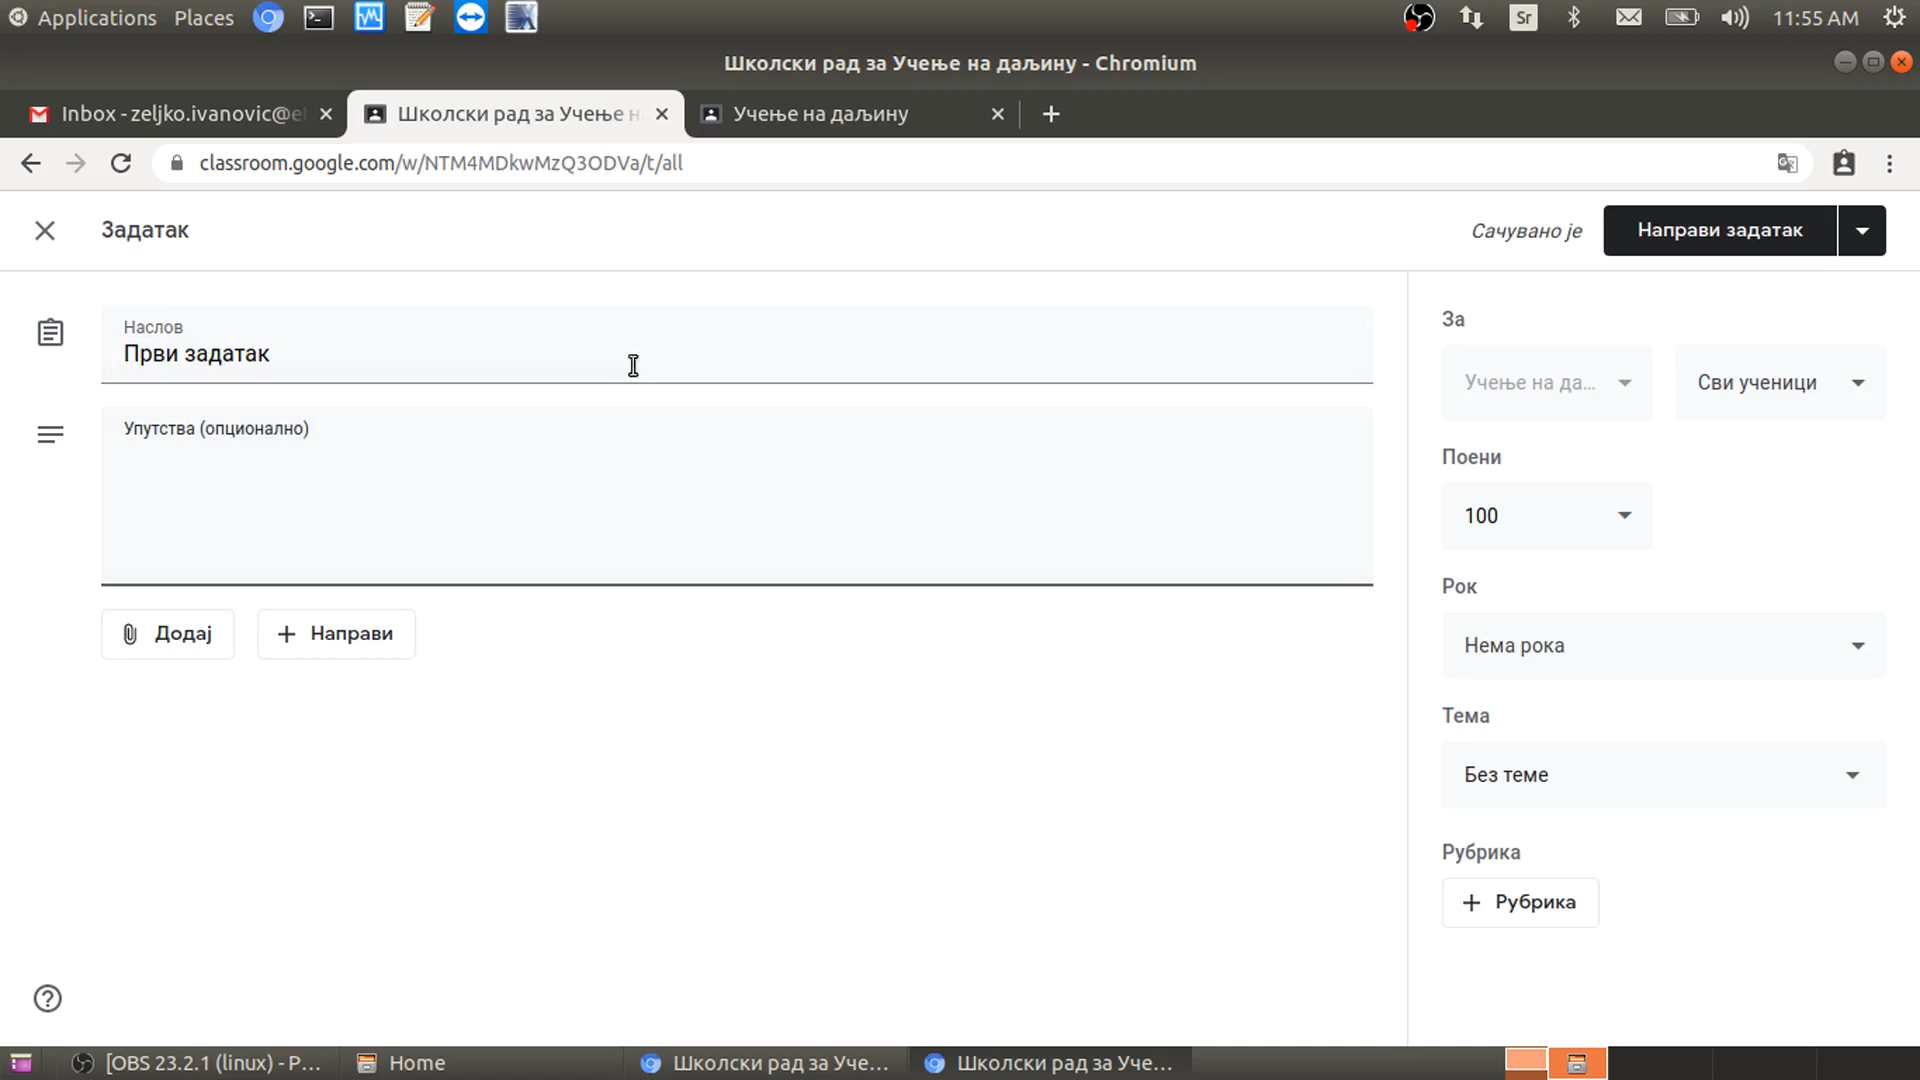 Applications Places Sr 11:55 AM
Школски рад за Учење на даљину - Chromium
Inbox - zeljko.ivanovic@e
Школски рад за Учење н
Учење на даљину
classroom.google.com/w/NTM4MDkwMzQ3ODVa/t/all
Задатак
Сачувано је
Направи задатак
Наслов
Први задатак
Упутства (опционално)
Додај
Направи
За
Учење на да...
Сви ученици
Поени
100
Рок
Нема рока
Тема
Без теме
Рубрика
Рубрика
[OBS 23.2.1 (linux) - P...
Home
Школски рад за Уче...
Школски рад за Уче...